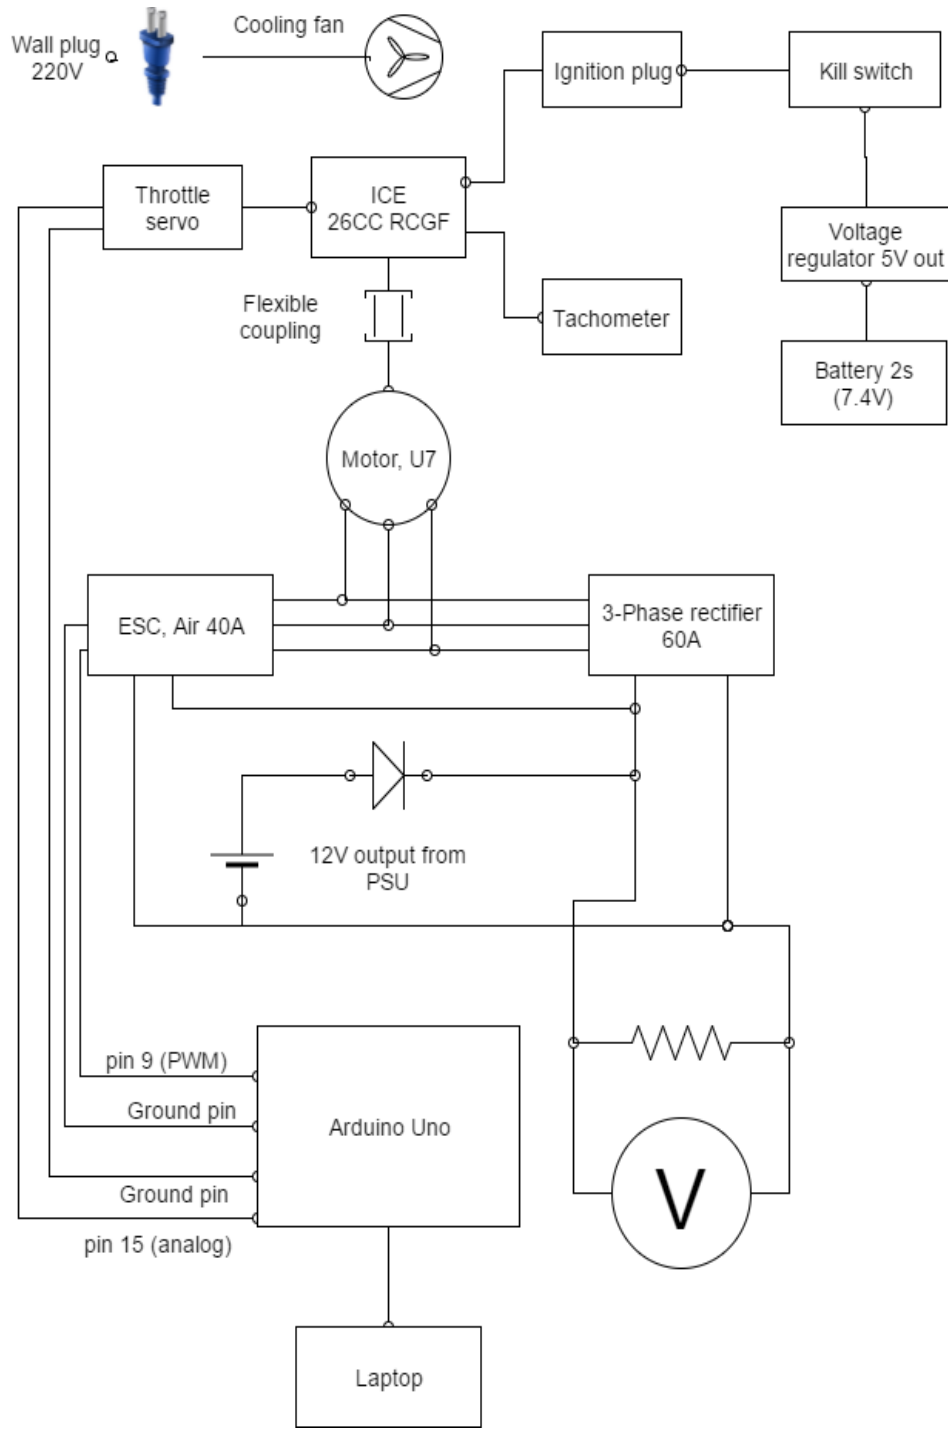 Wall plug
220V
Cooling fan
Ignition plug
Kill switch
Throttle
servo
ICE
26CC RCGF
Voltage
regulator 5V out
Flexible
coupling
Tachometer
Battery 2s
(7.4V)
Motor, U7
ESC, Air 40A
3-Phase rectifier
60A
12V output from
PSU
pin 9 (PWM)
Ground pin
Arduino Uno
Ground pin
pin 15 (analog)
V
Laptop